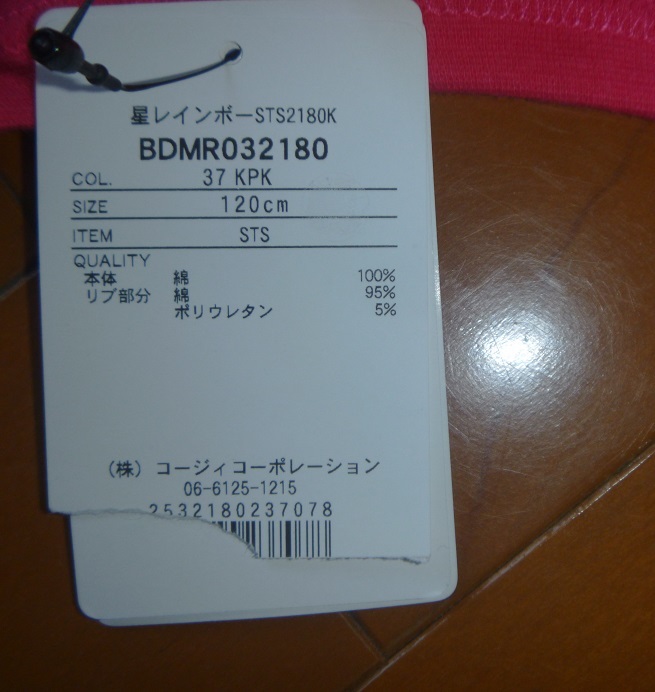 星レインボーSTS2180K
BDMR032180
COL. 37 KPK
SIZE 120cm
ITEM STS
QUALITY
本体 綿 100%
リブ部分 綿 95%
ポリウレタン 5%
(株) コージィコーポレーション
06-6125-1215
2532180237078